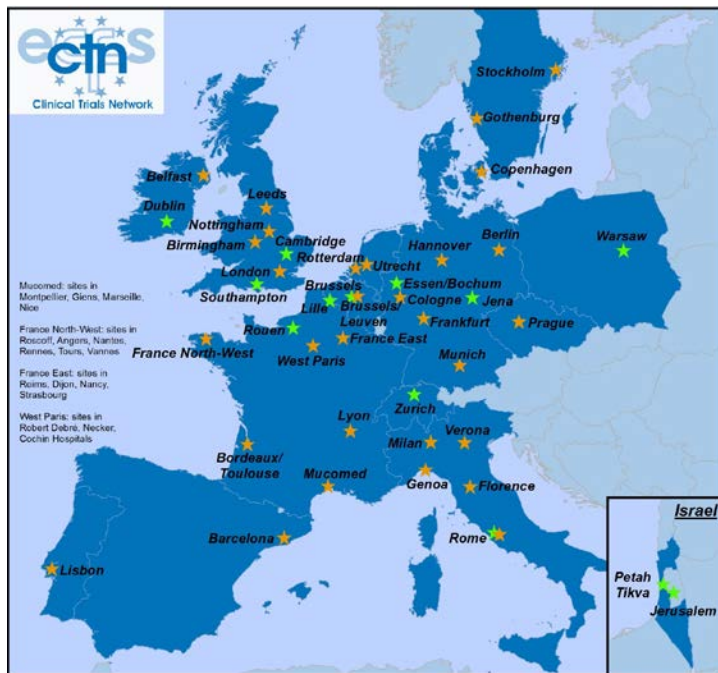 ecfs
ctn
Clinical Trials Network
Stockholm
Gothenburg
Copenhagen
Belfast
Dublin
Leeds
Nottingham
Birmingham
Cambridge
Rotterdam
London
Southampton
Utrecht
Hannover
Berlin
Warsaw
Brussels
Lille
Brussels/
Leuven
Essen/Bochum
Cologne
Jena
Frankfurt
Prague
Rouen
France North-West
West Paris
France East
Munich
Zurich
Lyon
Milan
Verona
Bordeaux/
Toulouse
Mucomed
Genoa
Florence
Barcelona
Rome
Lisbon
Mucomed: sites in
Montpellier, Giens, Marseille,
Nice
France North-West: sites in
Roscoff, Angers, Nantes,
Rennes, Tours, Vannes
France East: sites in
Reims, Dijon, Nancy,
Strasbourg
West Paris: sites in
Robert Debré, Necker,
Cochin Hospitals
Israel
Petah
Tikva
Jerusalem